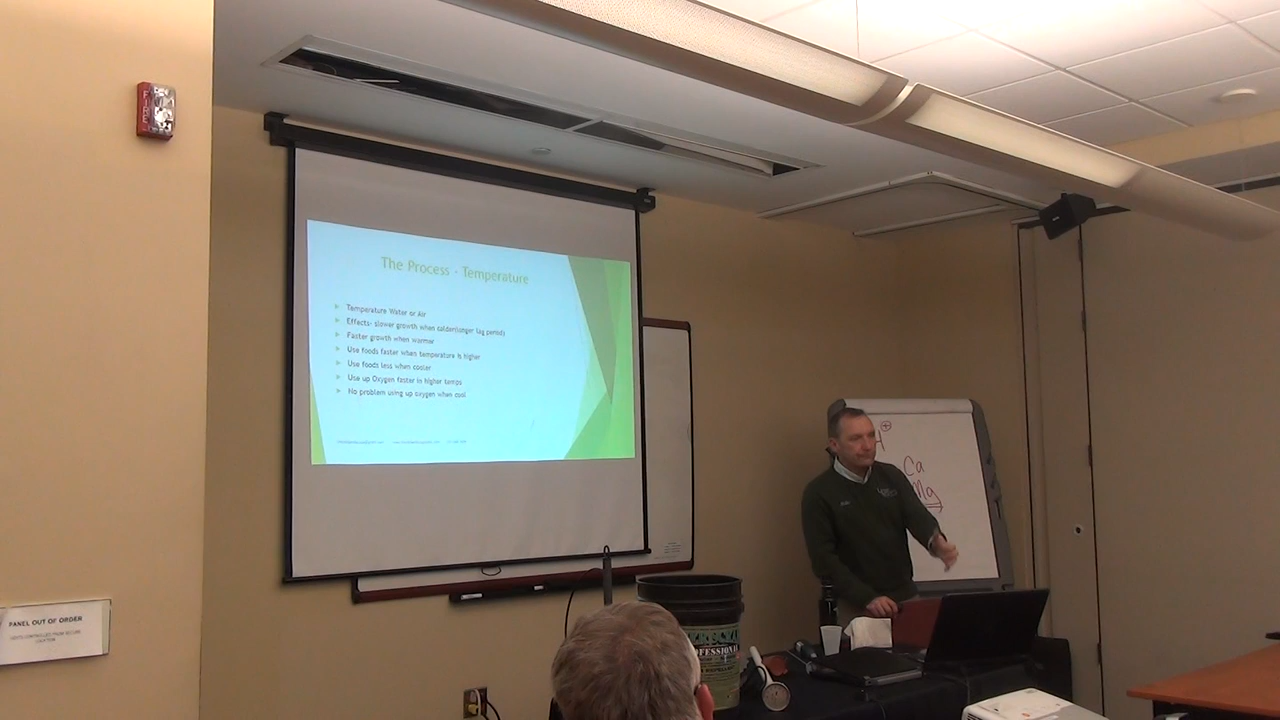 FIRE
The Process - Temperature
Temperature Water or Air
Effects- slower growth when colder(longer lag period)
Faster growth when warmer
Use foods faster when temperature is higher
Use foods less when cooler
Use up Oxygen faster in higher temps
No problem using up oxygen when cool
H +
Ca
Mg
PANEL OUT OF ORDER
PROFESSIONAL